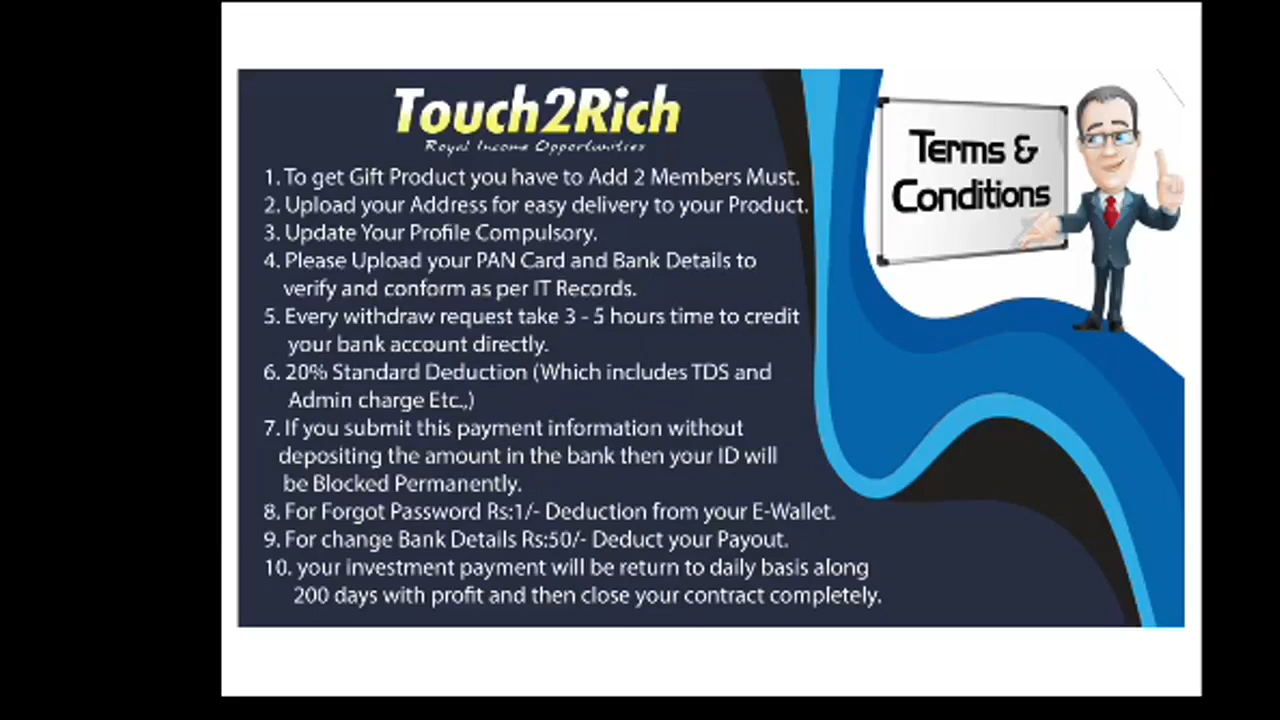 Touch2Rich
Royal Income Opportunities
1. To get Gift Product you have to Add 2 Members Must.
2. Upload your Address for easy delivery to your Product.
3. Update Your Profile Compulsory.
4. Please Upload your PAN Card and Bank Details to
verify and conform as per IT Records.
5. Every withdraw request take 3 - 5 hours time to credit
your bank account directly.
6. 20% Standard Deduction (Which includes TDS and
Admin charge Etc.,)
7. If you submit this payment information without
depositing the amount in the bank then your ID will
be Blocked Permanently.
8. For Forgot Password Rs:1/- Deduction from your E-Wallet.
9. For change Bank Details Rs:50/- Deduct your Payout.
10. your investment payment will be return to daily basis along
200 days with profit and then close your contract completely.
Terms &
Conditions